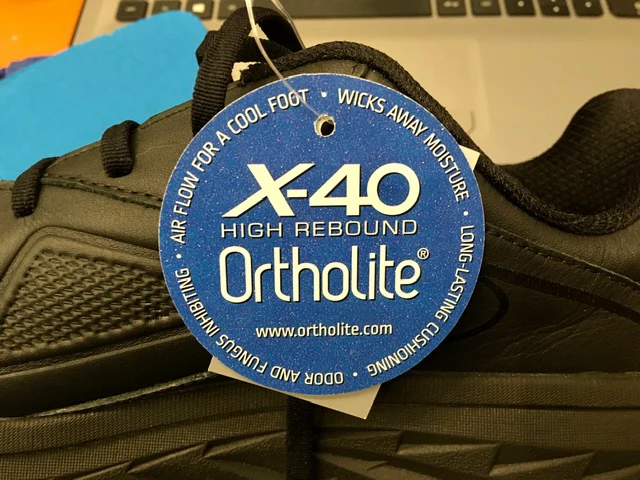 AIR FLOW FOR A COOL FOOT • WICKS AWAY MOISTURE • LONG-LASTING CUSHIONING • ODOR AND FUNGUS INHIBITING •
X-40
HIGH REBOUND
Ortholite®
www.ortholite.com